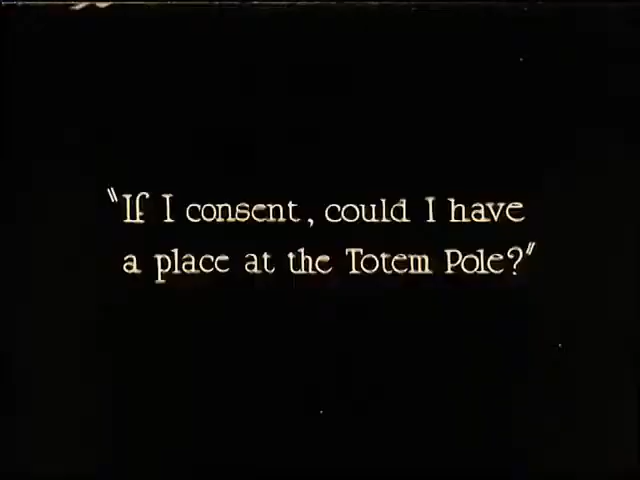 "If I consent, could I have
a place at the Totem Pole?"